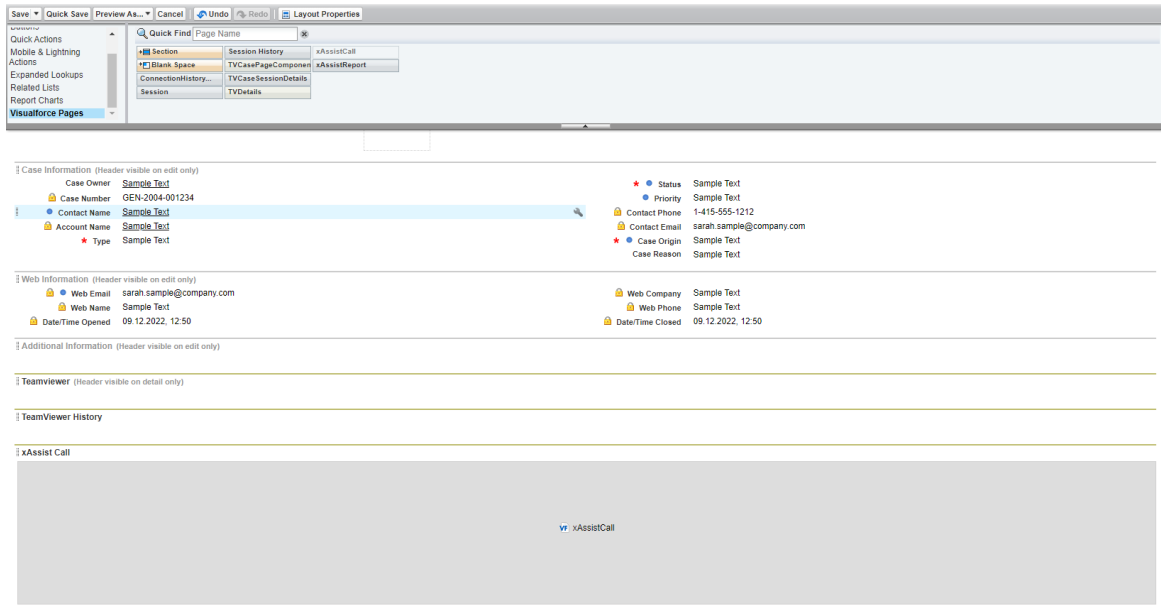 Save Quick Save Preview As... Cancel Undo Redo Layout Properties
Buttons
Quick Actions
Mobile & Lightning
Actions
Expanded Lookups
Related Lists
Report Charts
Visualforce Pages
Quick Find Page Name
Section Session History xAssistCall
Blank Space TVCasePageComponen xAssistReport
ConnectionHistory... TVCaseSessionDetails
Session TVDetails
Case Information (Header visible on edit only)
Case Owner Sample Text
Case Number GEN-2004-001234
Contact Name Sample Text
Account Name Sample Text
* Type Sample Text
* Status Sample Text
Priority Sample Text
Contact Phone 1-415-555-1212
Contact Email sarah.sample@company.com
* Case Origin Sample Text
Case Reason Sample Text
Web Information (Header visible on edit only)
Web Email sarah.sample@company.com
Web Name Sample Text
Date/Time Opened 09.12.2022, 12:50
Web Company Sample Text
Web Phone Sample Text
Date/Time Closed 09.12.2022, 12:50
Additional Information (Header visible on edit only)
Teamviewer (Header visible on detail only)
TeamViewer History
xAssist Call
VF xAssistCall